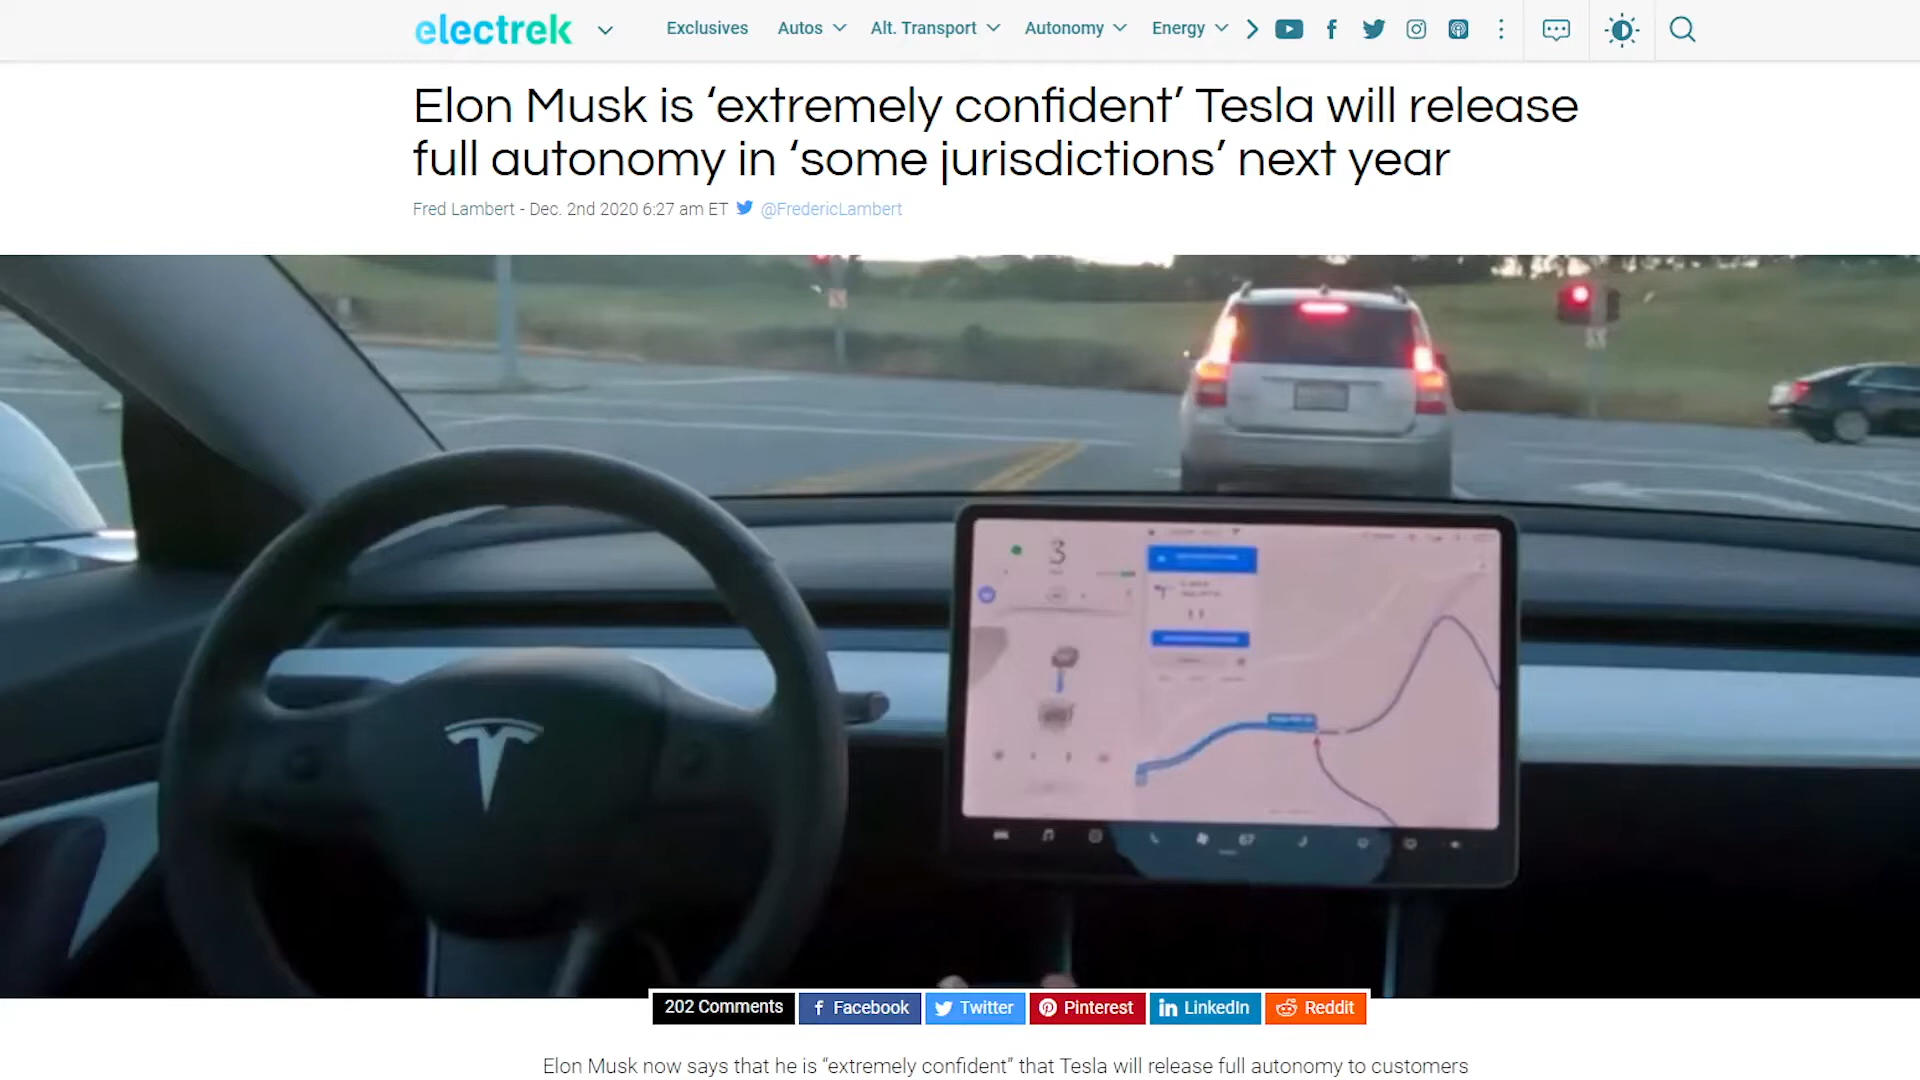 electrek
Exclusives Autos Alt. Transport Autonomy Energy
Elon Musk is ‘extremely confident’ Tesla will release
full autonomy in ‘some jurisdictions’ next year
Fred Lambert - Dec. 2nd 2020 6:27 am ET @FredericLambert
3
67
202 Comments Facebook Twitter Pinterest LinkedIn Reddit
Elon Musk now says that he is “extremely confident” that Tesla will release full autonomy to customers